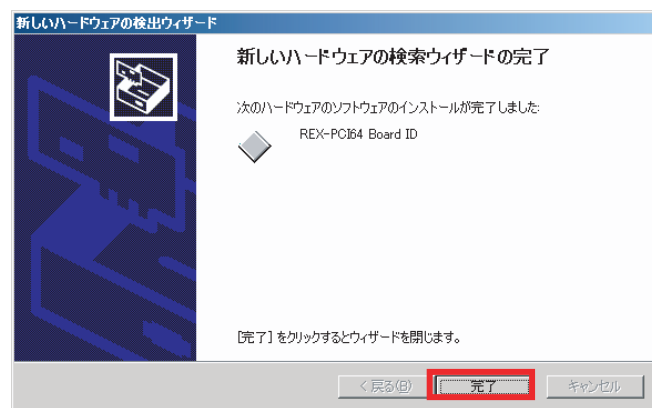 新しいハードウェアの検出ウィザード
新しいハードウェアの検索ウィザードの完了
次のハードウェアのソフトウェアのインストールが完了しました:
REX-PCI64 Board ID
[完了] をクリックするとウィザードを閉じます。
< 戻る(B) 完了 キャンセル